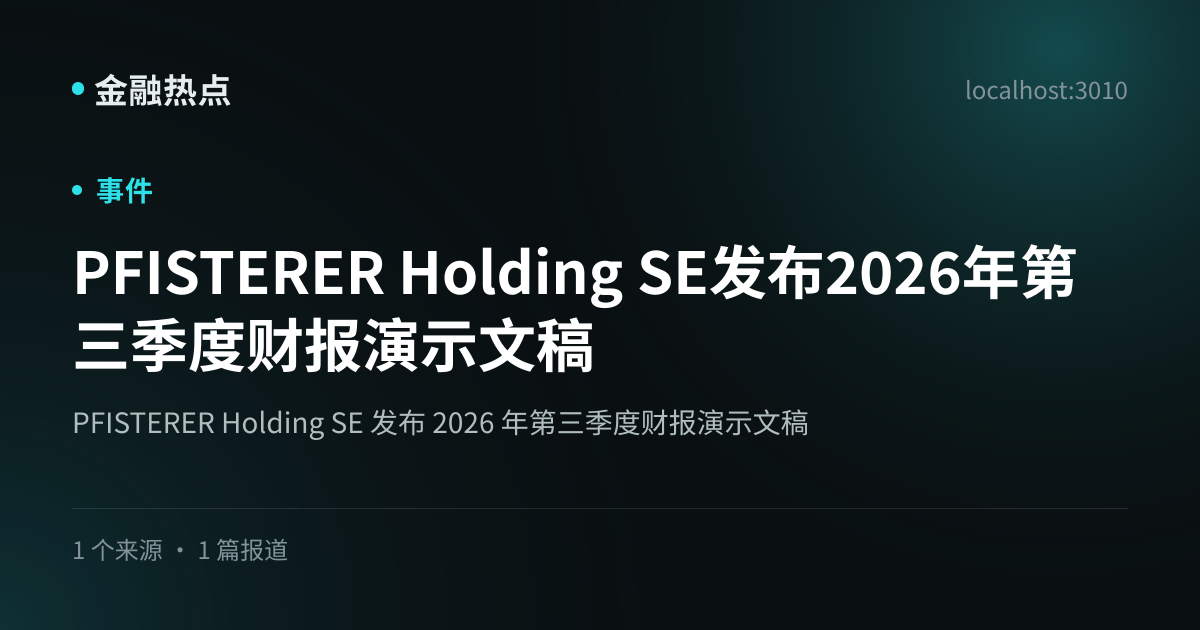 金融热点
localhost:3010
事件
PFISTERER Holding SE发布2026年第
三季度财报演示文稿
PFISTERER Holding SE 发布 2026 年第三季度财报演示文稿
1 个来源 · 1 篇报道